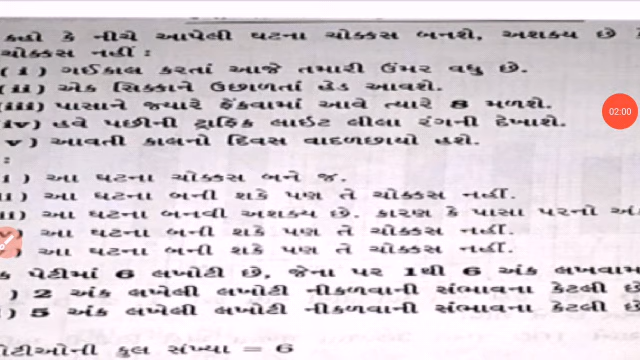 કહો કે નીચે આપેલી ઘટના ચોક્કસ બનશે, અશક્ય છે કે
ચોક્કસ નહીં :
(i) ગઈકાલ કરતાં આજે તમારી ઉંમર વધુ છે.
(ii) એક સિક્કાને ઉછાળતાં હેડ આવશે.
(iii) પાસાને જ્યારે ફેંકવામાં આવે ત્યારે 8 મળશે.
iv) હવે પછીની ટ્રાફિક લાઈટ લીલા રંગની દેખાશે.
v) આવતી કાલનો દિવસ વાદળછાયો હશે.
:
i ) આ ઘટના ચોક્કસ બને જ.
ii ) આ ઘટના બની શકે પણ તે ચોક્કસ નહીં.
iii) આ ઘટના બનવી અશક્ય છે. કારણ કે પાસા પરનો
) આ ઘટના બની શકે પણ તે ચોક્કસ નહીં.
) આ ઘટના બની શકે પણ તે ચોક્કસ નહીં.
ક પેટીમાં 6 લખોટી છે, જેના પર 1થી 6 અંક
) 2 અંક લખેલી લખોટી નીકળવાની સંભાવના કેટલી છે
) 5 અંક લખેલી લખોટી નીકળવાની સંભાવના કેટલી છે
ોટીઓની કુલ સંખ્યા = 6
02:00